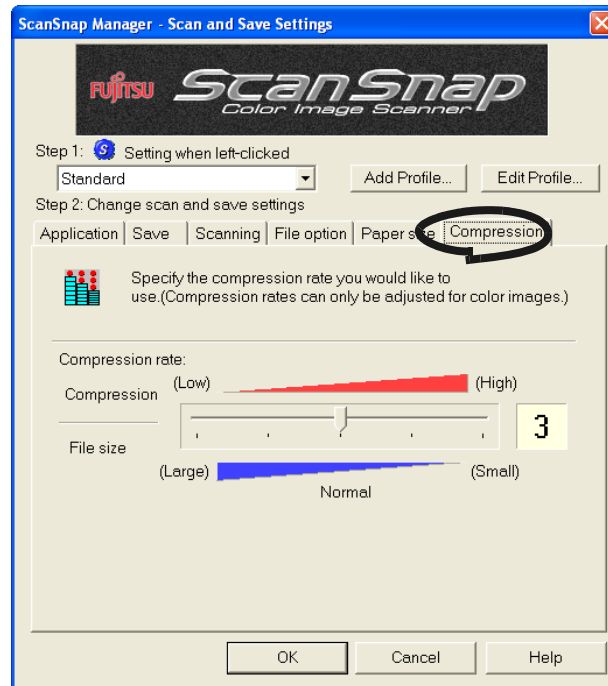 ScanSnap Manager - Scan and Save Settings
FUJITSU ScanSnap
Color Image Scanner
Step 1: S Setting when left-clicked
Standard Add Profile... Edit Profile...
Step 2: Change scan and save settings
Application Save Scanning File option Paper size Compression
Specify the compression rate you would like to
use.(Compression rates can only be adjusted for color images.)
Compression rate:
Compression (Low) (High)
3
File size
(Large) (Small)
Normal
OK Cancel Help